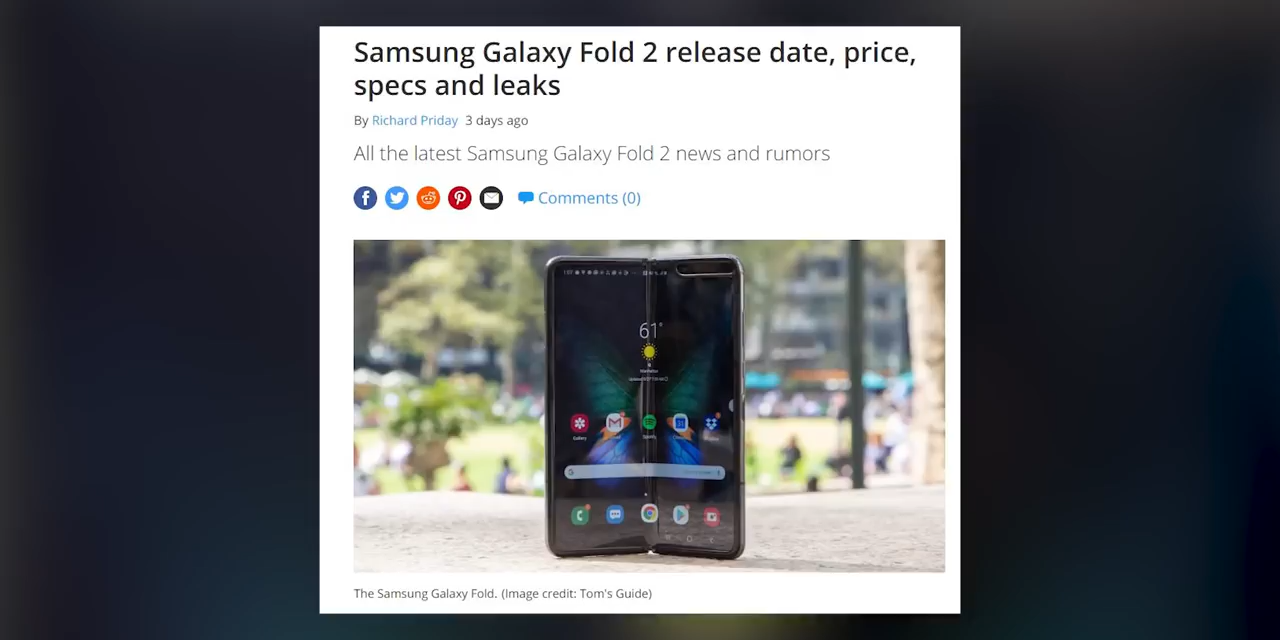 Samsung Galaxy Fold 2 release date, price,
specs and leaks
By Richard Priday 3 days ago
All the latest Samsung Galaxy Fold 2 news and rumors
Comments (0)
61°
Gallery
The Samsung Galaxy Fold. (Image credit: Tom's Guide)